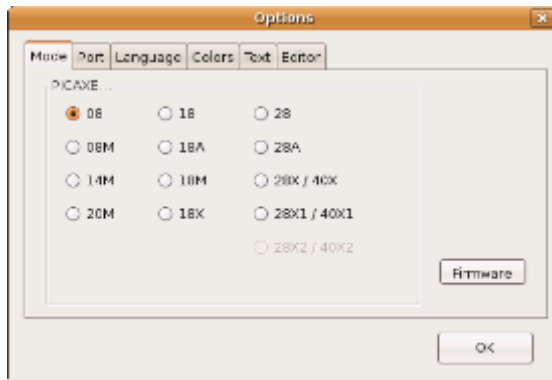 Options
Mode Port Language Colors Text Editor
PICAXE...
08 18 28
08M 18A 28A
14M 18M 28X / 40X
20M 18X 28X1 / 40X1
28X2 / 40X2
Firmware
OK